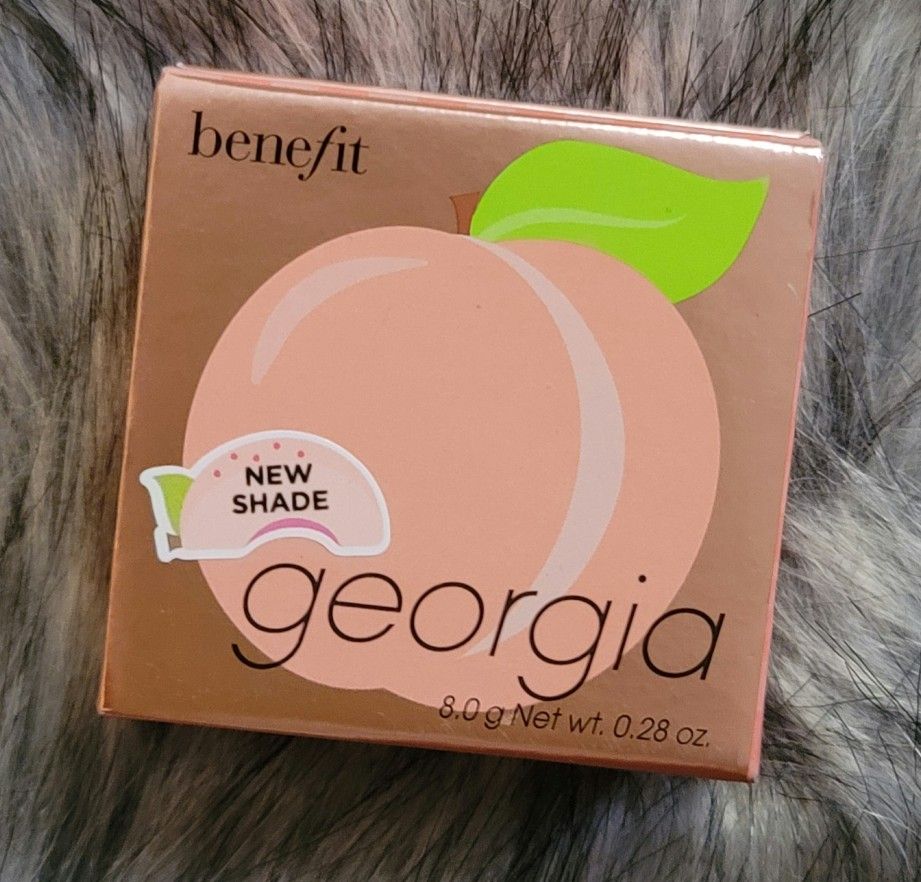 benefit
NEW
SHADE
georgia
8.0 g Net wt. 0.28 oz.